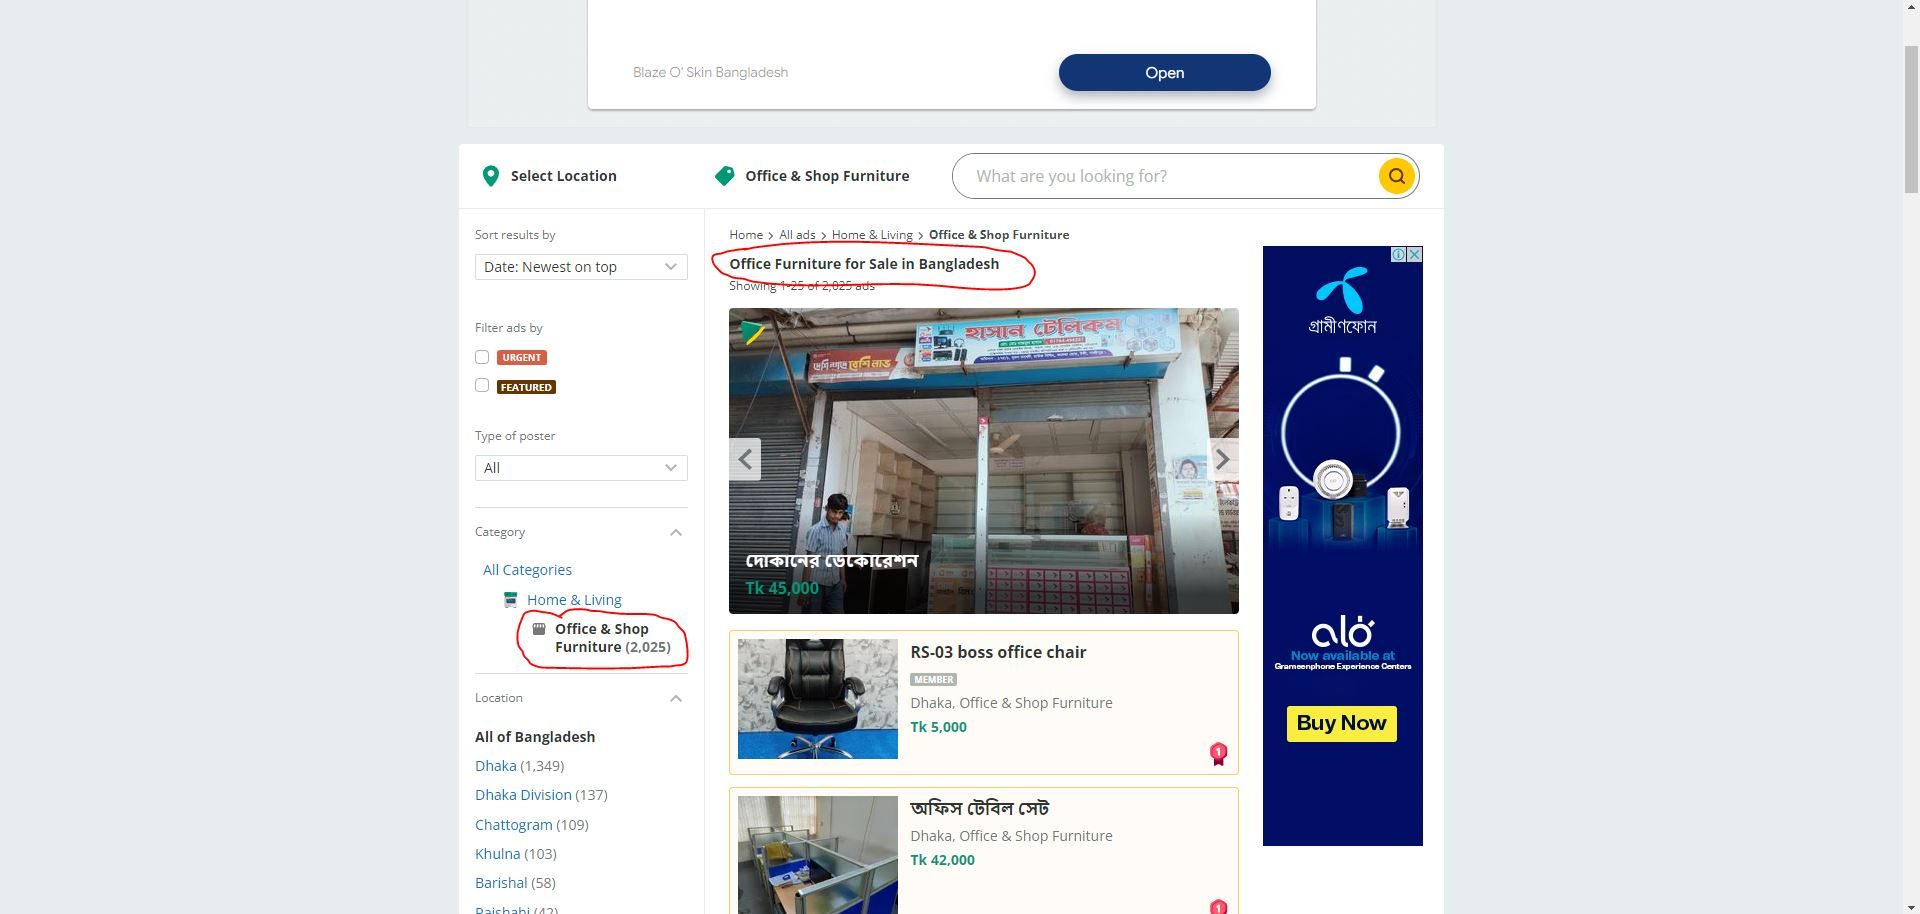 Blaze O' Skin Bangladesh
Open
Select Location
Office & Shop Furniture
What are you looking for?
Sort results by
Date: Newest on top
Filter ads by
URGENT
FEATURED
Type of poster
All
Category
All Categories
Home & Living
Office & Shop
Furniture (2,025)
Location
All of Bangladesh
Dhaka (1,349)
Dhaka Division (137)
Chattogram (109)
Khulna (103)
Barishal (58)
Rajshahi (42)
Home > All ads > Home & Living > Office & Shop Furniture
Office Furniture for Sale in Bangladesh
Showing 1-25 of 2,025 ads
হাসান টেলিকম
বেশি লাভ
দোকানের ডেকোরেশন
Tk 45,000
RS-03 boss office chair
MEMBER
Dhaka, Office & Shop Furniture
Tk 5,000
1
অফিস টেবিল সেট
Dhaka, Office & Shop Furniture
Tk 42,000
1
গ্রামীণফোন
alo
Now available at
Grameenphone Experience Centers
Buy Now